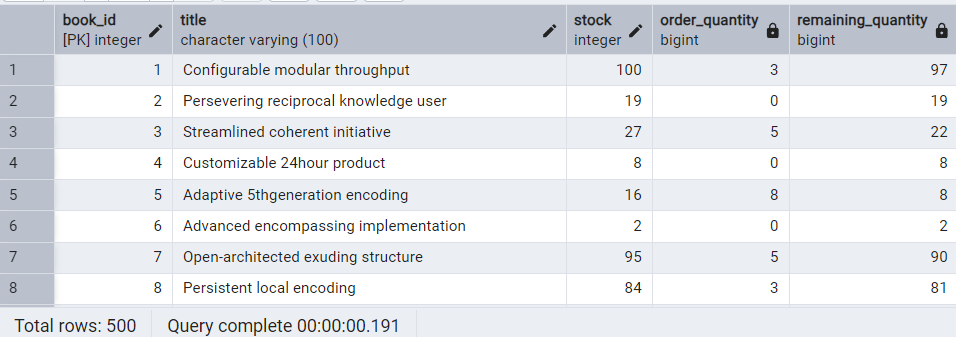 book_id title stock order_quantity remaining_quantity
[PK] integer character varying (100) integer bigint bigint
1 1 Configurable modular throughput 100 3 97
2 2 Persevering reciprocal knowledge user 19 0 19
3 3 Streamlined coherent initiative 27 5 22
4 4 Customizable 24hour product 8 0 8
5 5 Adaptive 5thgeneration encoding 16 8 8
6 6 Advanced encompassing implementation 2 0 2
7 7 Open-architected exuding structure 95 5 90
8 8 Persistent local encoding 84 3 81
Total rows: 500 Query complete 00:00:00.191